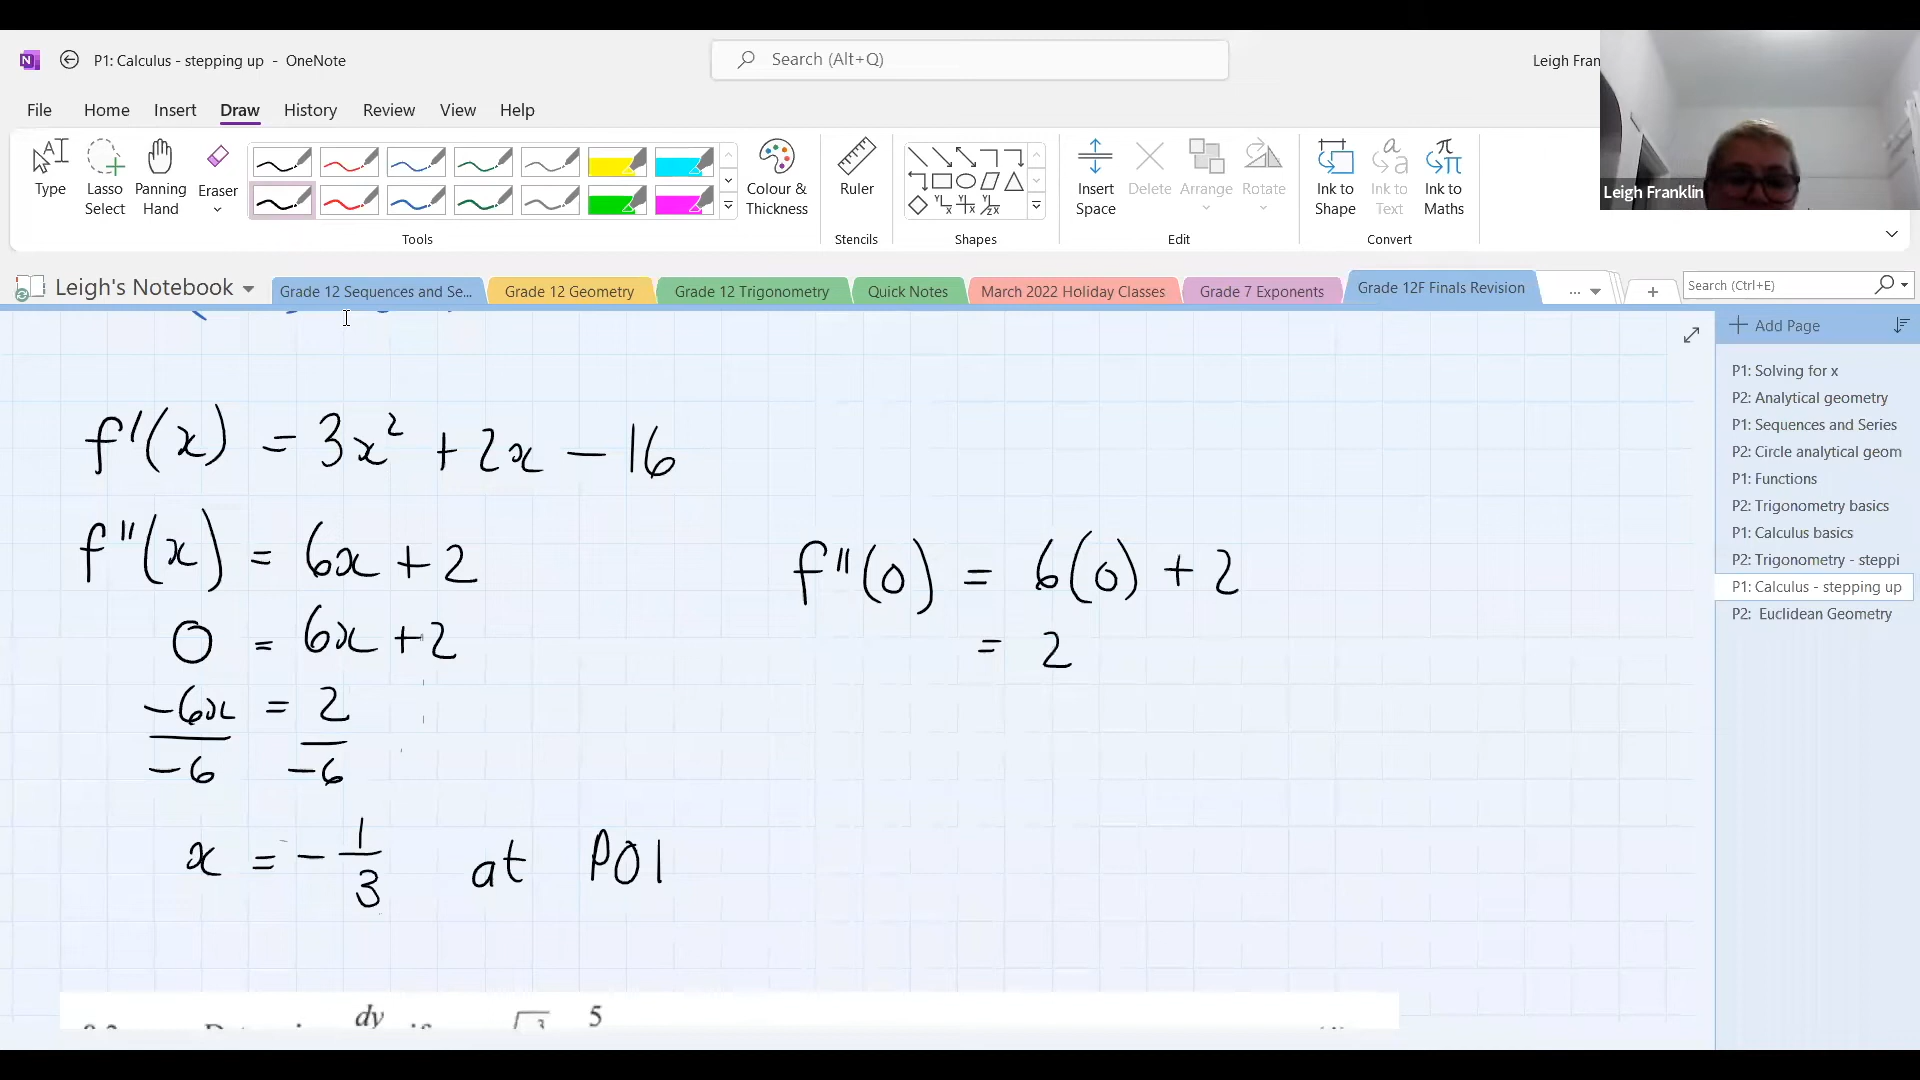 P1: Calculus - stepping up - OneNote
Search (Alt+Q)
Leigh Fran
File Home Insert Draw History Review View Help
Type
Lasso Select
Panning Hand
Eraser
Colour & Thickness
Ruler
Insert Space
Delete
Arrange
Rotate
Ink to Shape
Ink to Text
Ink to Maths
Leigh Franklin
Tools Stencils Shapes Edit Convert
Leigh's Notebook
Grade 12 Sequences and Se...
Grade 12 Geometry
Grade 12 Trigonometry
Quick Notes
March 2022 Holiday Classes
Grade 7 Exponents
Grade 12F Finals Revision
...
Search (Ctrl+E)
Add Page
P1: Solving for x
P2: Analytical geometry
P1: Sequences and Series
P2: Circle analytical geom
P1: Functions
P2: Trigonometry basics
P1: Calculus basics
P2: Trigonometry - steppi
P1: Calculus - stepping up
P2: Euclidean Geometry
f'(x) = 3x² + 2x - 16
f''(x) = 6x + 2
0 = 6x + 2
-6x = 2
-6 -6
x = -1/3 at POI
f''(0) = 6(0) + 2
= 2
dy
5